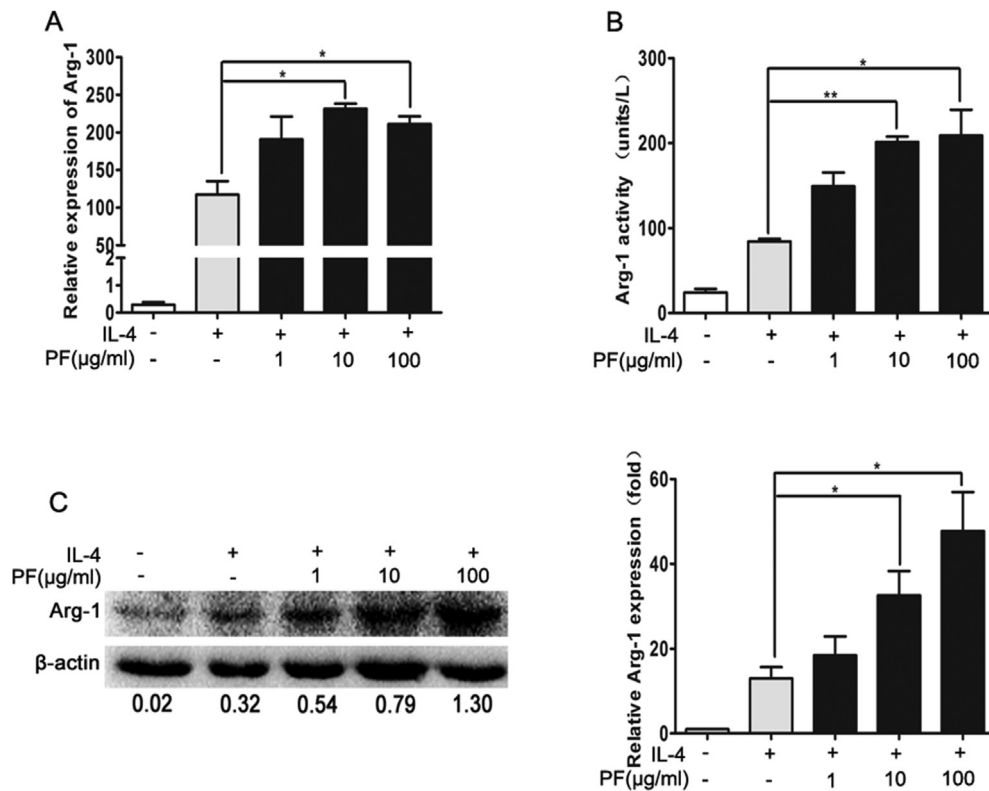 A
Relative expression of Arg-1
300
250
200
150
100
50
2
1
0
*
*
IL-4 - + + + +
PF(μg/ml) - - 1 10 100
B
Arg-1 activity (units/L)
300
200
100
0
*
**
IL-4 - + + + +
PF(μg/ml) - - 1 10 100
C
IL-4 - + + + +
PF(μg/ml) - - 1 10 100
Arg-1
β-actin
0.02 0.32 0.54 0.79 1.30
Relative Arg-1 expression (fold)
60
40
20
0
*
*
IL-4 - + + + +
PF(μg/ml) - - 1 10 100